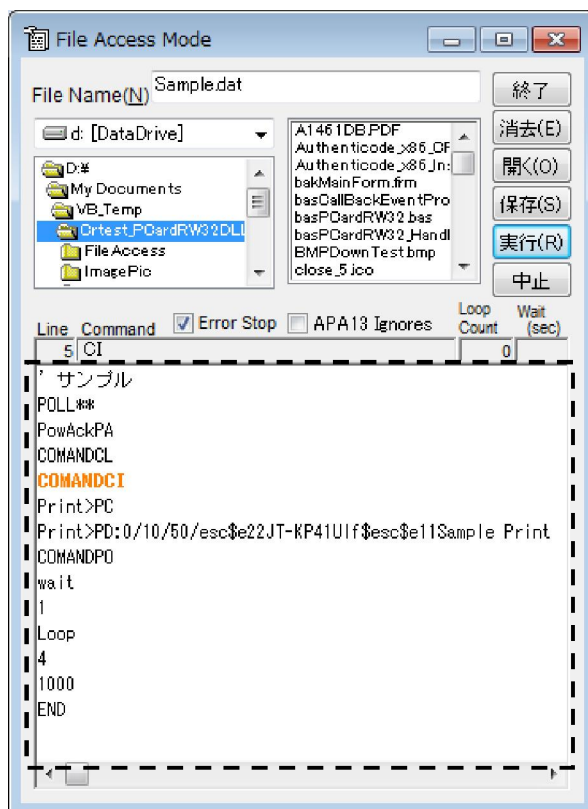 File Access Mode
File Name(N) Sample.dat
終了
d: [DataDrive]
消去(E)
D:¥
My Documents
VB_Temp
Crtest_PCardRW32DLL
FileAccess
ImagePic
A1461DB.PDF
Authenticode_x86_CF
Authenticode_x86_In:
bakMainForm.frm
basCallBackEventPro
basPCardRW32.bas
basPCardRW32_Handl
BMPDownTest.bmp
close_5.ico
開く(O)
保存(S)
実行(R)
中止
Line Command Error Stop APA13 Ignores Loop Count Wait (sec)
5 CI 0
' サンプル
POLL**
PowAckPA
COMANDCL
COMANDCI
Print>PC
Print>PD:0/10/50/esc$e22JT-KP41Ulf$esc$e11Sample Print
COMANDPO
wait
1
Loop
4
1000
END